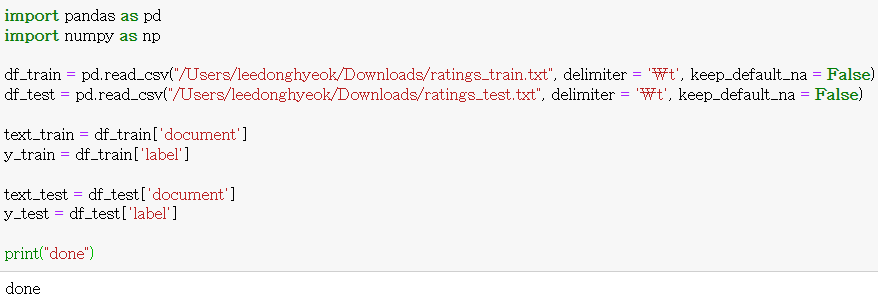 import pandas as pd
import numpy as np
df_train = pd.read_csv("/Users/leedonghyeok/Downloads/ratings_train.txt", delimiter = '₩t', keep_default_na = False)
df_test = pd.read_csv("/Users/leedonghyeok/Downloads/ratings_test.txt", delimiter = '₩t', keep_default_na = False)
text_train = df_train['document']
y_train = df_train['label']
text_test = df_test['document']
y_test = df_test['label']
print("done")
done